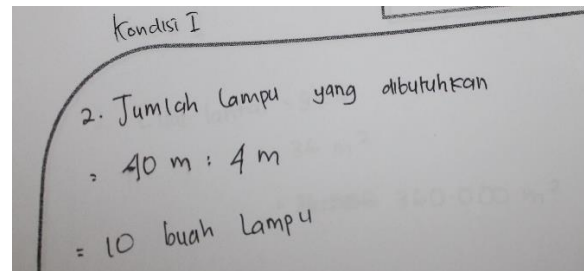 Kondisi I
2. Jumlah lampu yang dibutuhkan
= 40 m : 4 m
= 10 buah lampu